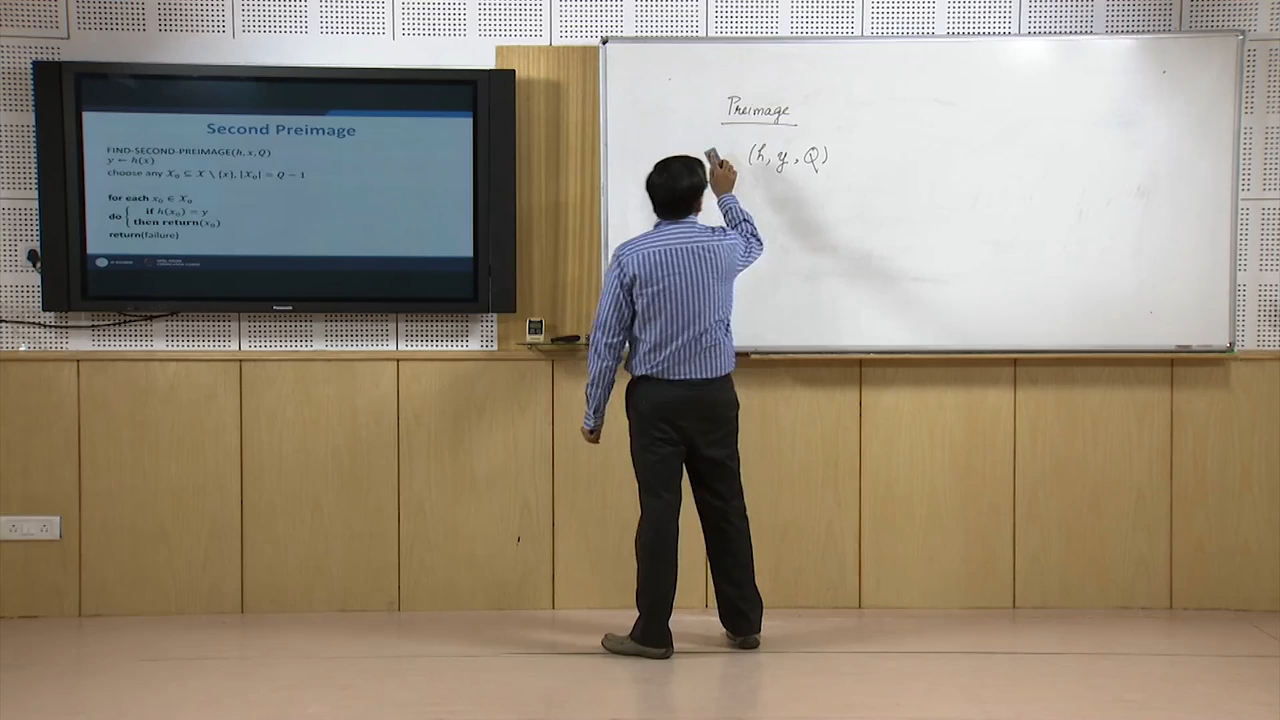 Second Preimage
FIND-SECOND-PREIMAGE(h, x, Q)
y ← h(x)
choose any X₀ ⊆ X \ {x}, |X₀| = Q − 1
for each x₀ ∈ X₀
do { if h(x₀) = y
then return(x₀)
return(failure)
Preimage
(h, y, Q)